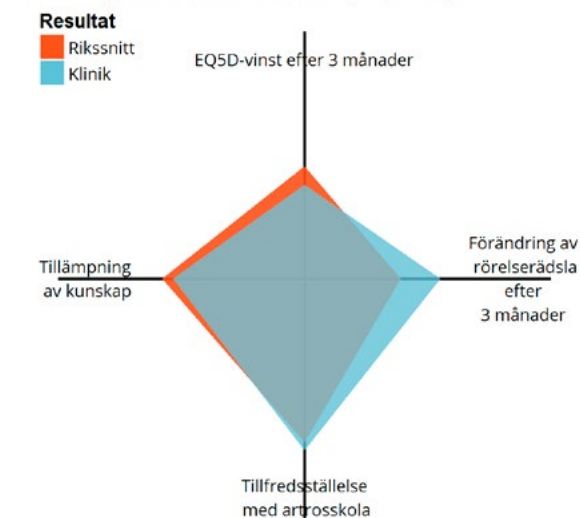 Resultat
Rikssnitt
Klinik
EQ5D-vinst efter 3 månader
Förändring av
rörelserädsla
efter
3 månader
Tillämpning
av kunskap
Tillfredsställelse
med artrosskola